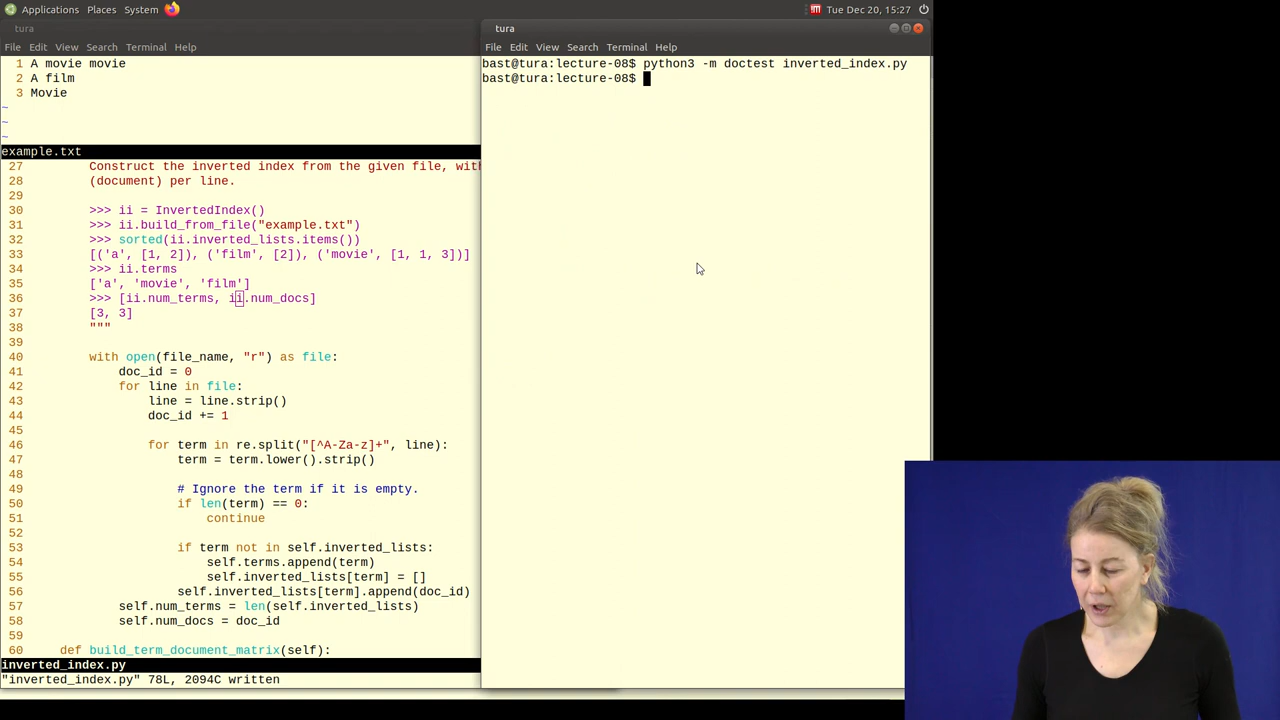 Applications Places System Tue Dec 20, 15:27
tura
File Edit View Search Terminal Help
1 A movie movie
2 A film
3 Movie
~
~
~
example.txt
27 Construct the inverted index from the given file, wit
28 (document) per line.
29
30 >>> ii = InvertedIndex()
31 >>> ii.build_from_file("example.txt")
32 >>> sorted(ii.inverted_lists.items())
33 [('a', [1, 2]), ('film', [2]), ('movie', [1, 1, 3])]
34 >>> ii.terms
35 ['a', 'movie', 'film']
36 >>> [ii.num_terms, ii.num_docs]
37 [3, 3]
38 """
39
40 with open(file_name, "r") as file:
41 doc_id = 0
42 for line in file:
43 line = line.strip()
44 doc_id += 1
45
46 for term in re.split("[^A-Za-z]+", line):
47 term = term.lower().strip()
48
49 # Ignore the term if it is empty.
50 if len(term) == 0:
51 continue
52
53 if term not in self.inverted_lists:
54 self.terms.append(term)
55 self.inverted_lists[term] = []
56 self.inverted_lists[term].append(doc_id)
57 self.num_terms = len(self.inverted_lists)
58 self.num_docs = doc_id
59
60 def build_term_document_matrix(self):
inverted_index.py
"inverted_index.py" 78L, 2094C written
tura
File Edit View Search Terminal Help
bast@tura:lecture-08$ python3 -m doctest inverted_index.py
bast@tura:lecture-08$